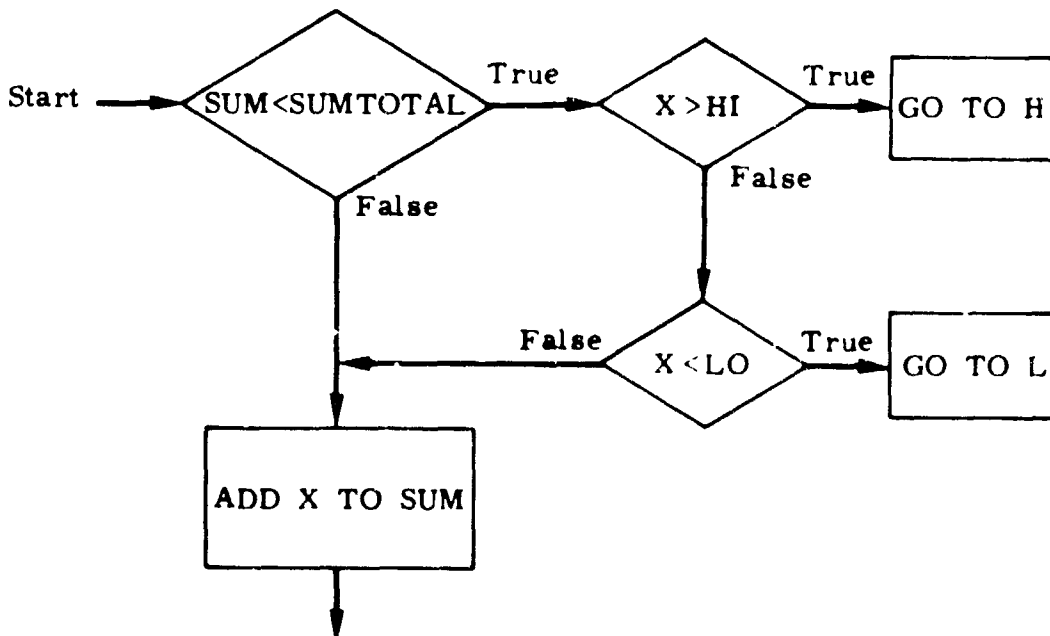 Start
SUM<SUMTOTAL
True
X >HI
True
GO TO H
False
False
False
X <LO
True
GO TO L
ADD X TO SUM